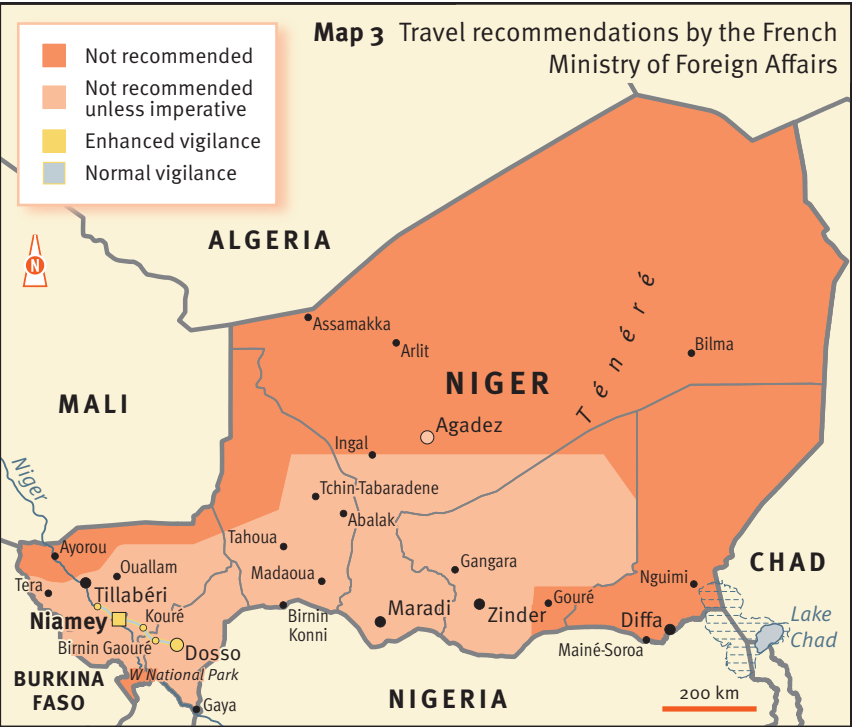 Map 3 Travel recommendations by the French
Ministry of Foreign Affairs
Not recommended
Not recommended
unless imperative
Enhanced vigilance
Normal vigilance
N
ALGERIA
Assamakka
Arlit
Bilma
Ténéré
NIGER
MALI
Agadez
Ingal
Niger
Tchin-Tabaradene
Abalak
Tahoua
Ayorou
Ouallam
Gangara
CHAD
Madaoua
Nguimi
Tera
Tillabéri
Gouré
Niamey
Kouré
Birnin
Konni
Maradi
Zinder
Diffa
Lake
Chad
Birnin Gaouré
Dosso
Mainé-Soroa
W National Park
BURKINA
FASO
Gaya
NIGERIA
200 km